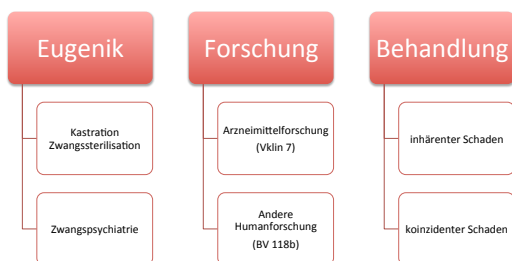 Eugenik
Kastration
Zwangssterilisation
Zwangspsychiatrie
Forschung
Arzneimittelforschung
(Vklin 7)
Andere
Humanforschung
(BV 118b)
Behandlung
inhärenter Schaden
koinzidenter Schaden